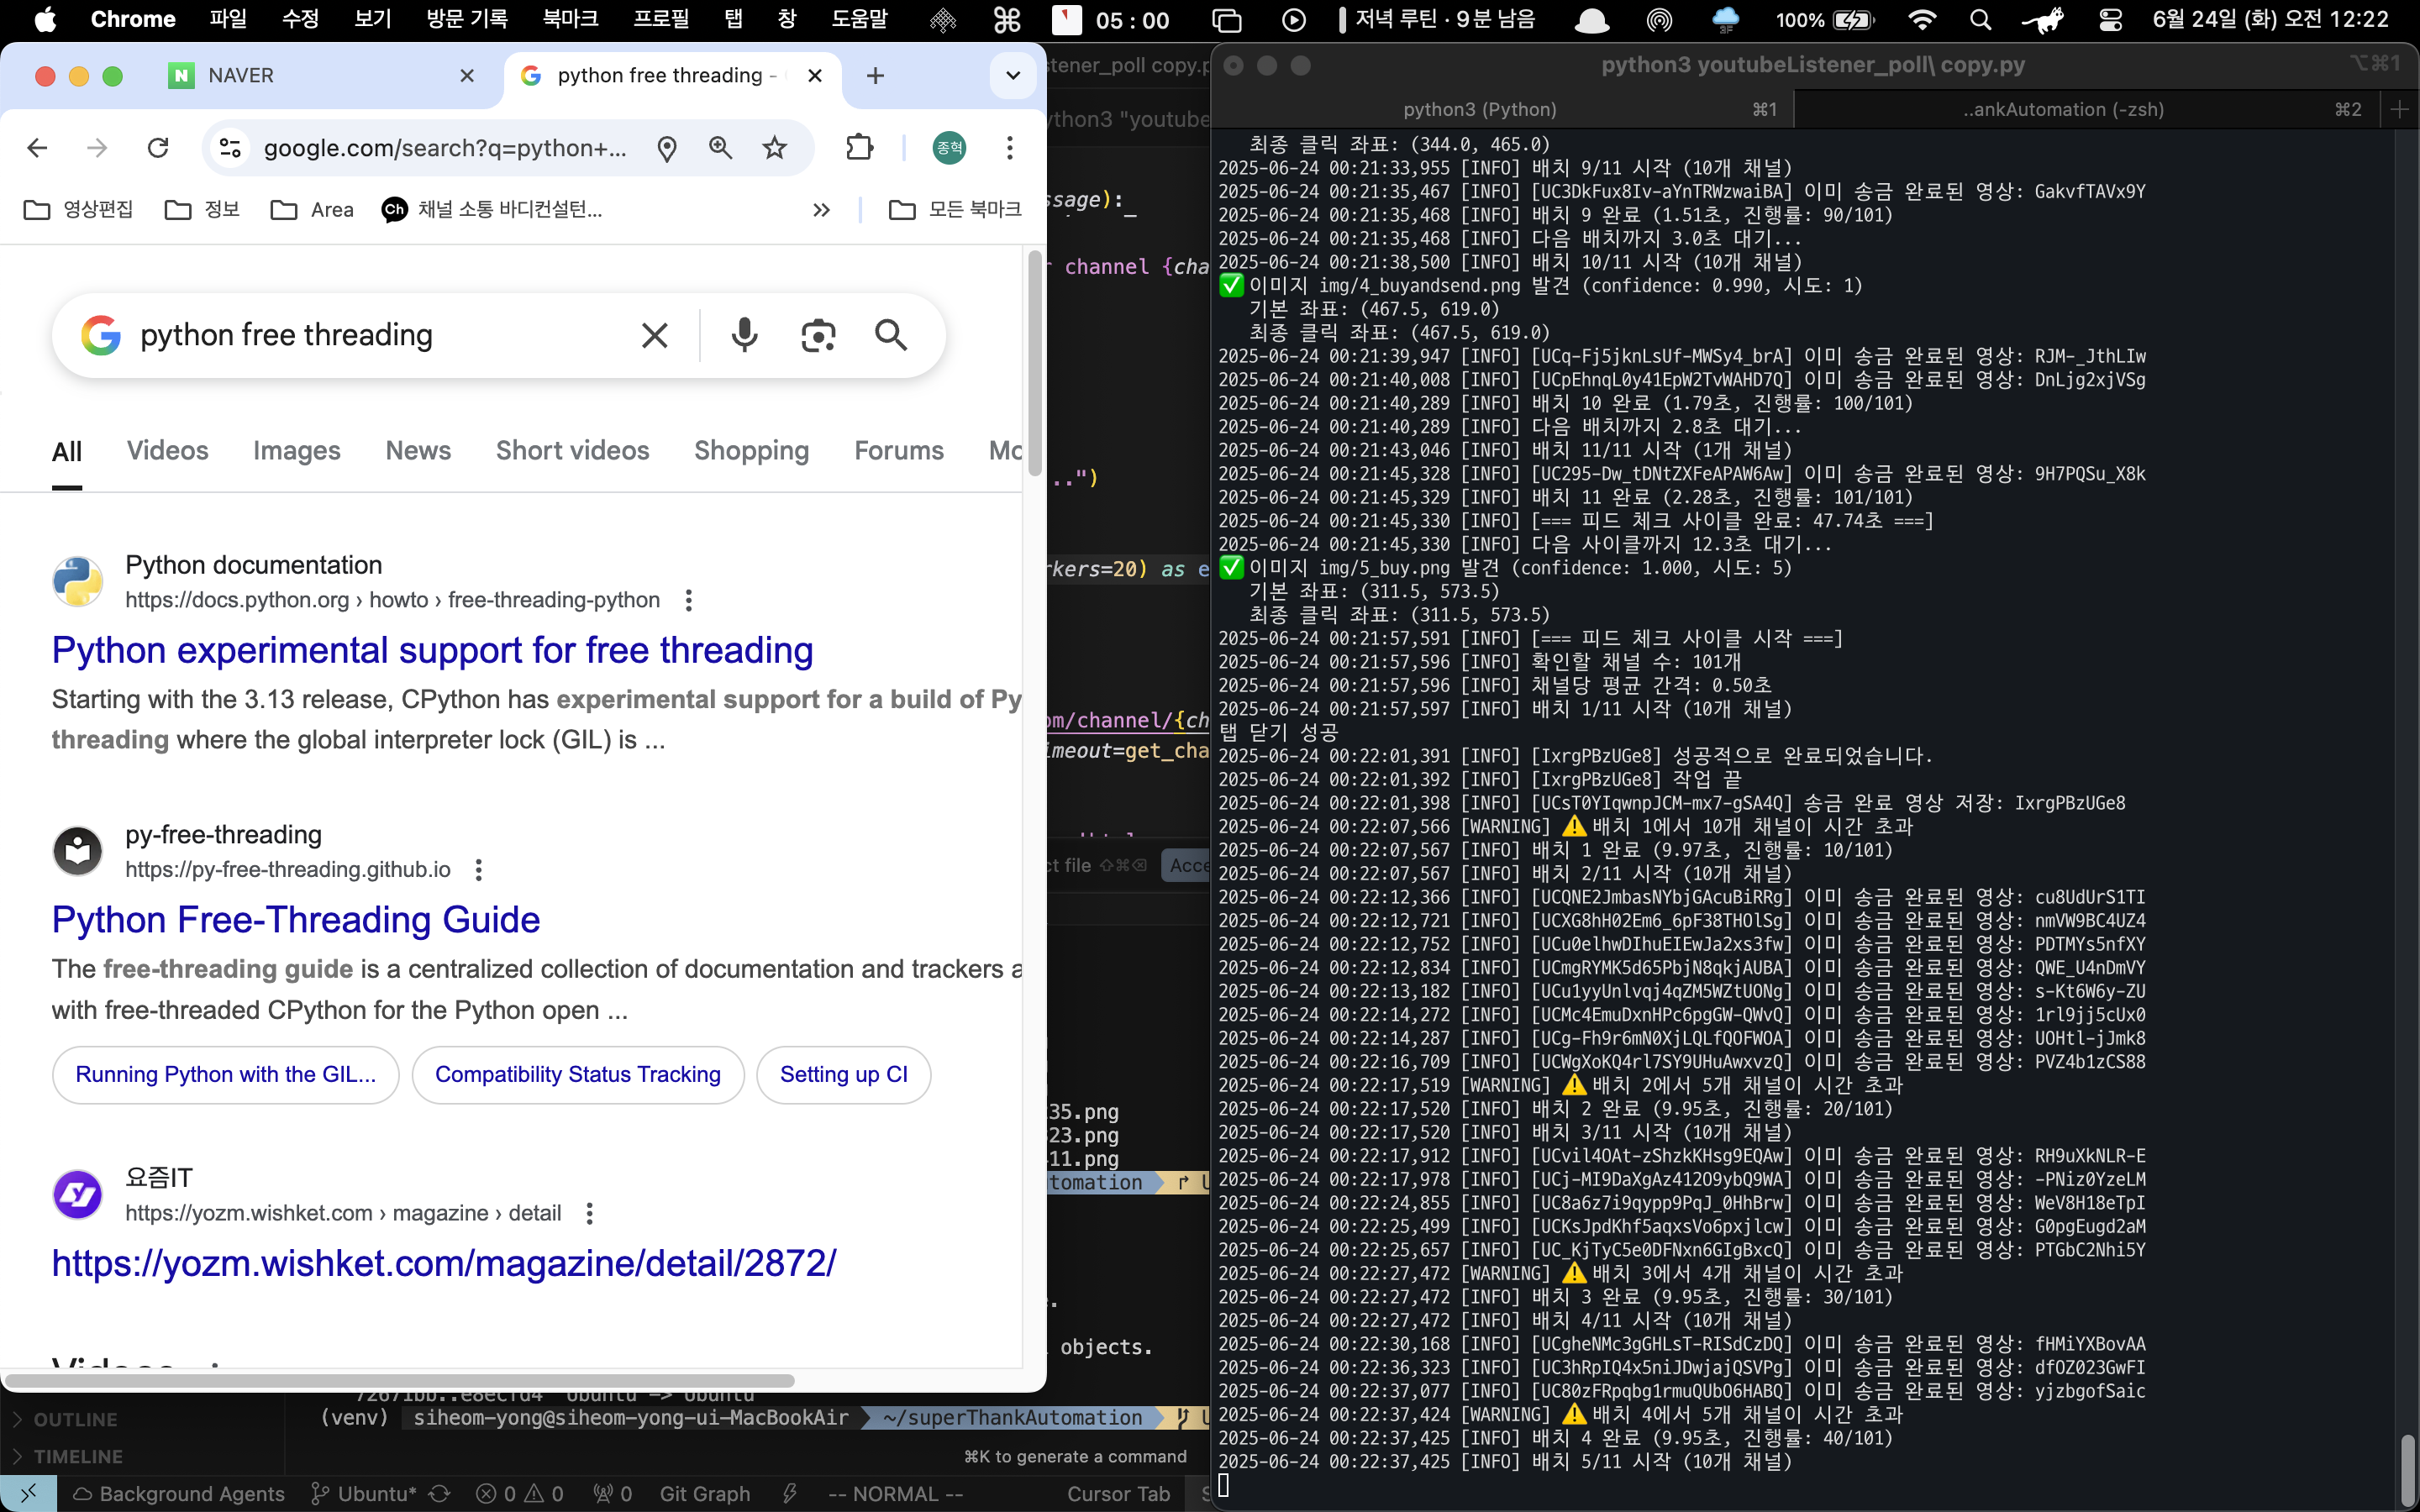 Chrome 파일 수정 보기 방문 기록 북마크 프로필 탭 창 도움말 05 : 00 저녁 루틴 · 9분 남음 3F 100% 6월 24일 (화) 오전 12:22
NAVER
python free threading -
google.com/search?q=python+...
종혁
영상편집 정보 Area Ch 채널 소통 바디컨설턴... 모든 북마크
python free threading
All Videos Images News Short videos Shopping Forums
Python documentation
https://docs.python.org › howto › free-threading-python
Python experimental support for free threading
Starting with the 3.13 release, CPython has experimental support for a build of Py
threading where the global interpreter lock (GIL) is ...
py-free-threading
https://py-free-threading.github.io
Python Free-Threading Guide
The free-threading guide is a centralized collection of documentation and trackers a
with free-threaded CPython for the Python open ...
Running Python with the GIL... Compatibility Status Tracking Setting up CI
요즘IT
https://yozm.wishket.com › magazine › detail
https://yozm.wishket.com/magazine/detail/2872/
Videos
stener_poll copy.p
ython3 "youtube
ssage):
r channel {cha
..")
rkers=20) as e
om/channel/{ch
imeout=get_cha
ct file ⇧⌘⌫ Acce
35.png
323.png
11.png
tomation
objects.
(venv) siheom-yong@siheom-yong-ui-MacBookAir ~/superThankAutomation
OUTLINE
TIMELINE
⌘K to generate a command
Background Agents Ubuntu* 0 0 0 Git Graph -- NORMAL -- Cursor Tab
python3 youtubeListener_poll\ copy.py ⌥⌘1
python3 (Python) ⌘1 ..ankAutomation (-zsh) ⌘2
최종 클릭 좌표: (344.0, 465.0)
2025-06-24 00:21:33,955 [INFO] 배치 9/11 시작 (10개 채널)
2025-06-24 00:21:35,467 [INFO] [UC3DkFux8Iv-aYnTRWzwaiBA] 이미 송금 완료된 영상: GakvfTAVx9Y
2025-06-24 00:21:35,468 [INFO] 배치 9 완료 (1.51초, 진행률: 90/101)
2025-06-24 00:21:35,468 [INFO] 다음 배치까지 3.0초 대기...
2025-06-24 00:21:38,500 [INFO] 배치 10/11 시작 (10개 채널)
✅ 이미지 img/4_buyandsend.png 발견 (confidence: 0.990, 시도: 1)
기본 좌표: (467.5, 619.0)
최종 클릭 좌표: (467.5, 619.0)
2025-06-24 00:21:39,947 [INFO] [UCq-Fj5jknLsUf-MWSy4_brA] 이미 송금 완료된 영상: RJM-_JthLIw
2025-06-24 00:21:40,008 [INFO] [UCpEhnqL0y41EpW2TvWAHD7Q] 이미 송금 완료된 영상: DnLjg2xjVSg
2025-06-24 00:21:40,289 [INFO] 배치 10 완료 (1.79초, 진행률: 100/101)
2025-06-24 00:21:40,289 [INFO] 다음 배치까지 2.8초 대기...
2025-06-24 00:21:43,046 [INFO] 배치 11/11 시작 (1개 채널)
2025-06-24 00:21:45,328 [INFO] [UC295-Dw_tDNtZXFeAPAW6Aw] 이미 송금 완료된 영상: 9H7PQSu_X8k
2025-06-24 00:21:45,329 [INFO] 배치 11 완료 (2.28초, 진행률: 101/101)
2025-06-24 00:21:45,330 [INFO] [=== 피드 체크 사이클 완료: 47.74초 ===]
2025-06-24 00:21:45,330 [INFO] 다음 사이클까지 12.3초 대기...
✅ 이미지 img/5_buy.png 발견 (confidence: 1.000, 시도: 5)
기본 좌표: (311.5, 573.5)
최종 클릭 좌표: (311.5, 573.5)
2025-06-24 00:21:57,591 [INFO] [=== 피드 체크 사이클 시작 ===]
2025-06-24 00:21:57,596 [INFO] 확인할 채널 수: 101개
2025-06-24 00:21:57,596 [INFO] 채널당 평균 간격: 0.50초
2025-06-24 00:21:57,597 [INFO] 배치 1/11 시작 (10개 채널)
탭 닫기 성공
2025-06-24 00:22:01,391 [INFO] [IxrgPBzUGe8] 성공적으로 완료되었습니다.
2025-06-24 00:22:01,392 [INFO] [IxrgPBzUGe8] 작업 끝
2025-06-24 00:22:01,398 [INFO] [UCsT0YIqwnpJCM-mx7-gSA4Q] 송금 완료 영상 저장: IxrgPBzUGe8
2025-06-24 00:22:07,566 [WARNING] ⚠️ 배치 1에서 10개 채널이 시간 초과
2025-06-24 00:22:07,567 [INFO] 배치 1 완료 (9.97초, 진행률: 10/101)
2025-06-24 00:22:07,567 [INFO] 배치 2/11 시작 (10개 채널)
2025-06-24 00:22:12,366 [INFO] [UCQNE2JmbasNYbjGAcuBiRRg] 이미 송금 완료된 영상: cu8UdUrS1TI
2025-06-24 00:22:12,721 [INFO] [UCXG8hH02Em6_6pF38THOlSg] 이미 송금 완료된 영상: nmVW9BC4UZ4
2025-06-24 00:22:12,752 [INFO] [UCu0elhwDIhuEIEwJa2xs3fw] 이미 송금 완료된 영상: PDTMYs5nfXY
2025-06-24 00:22:12,834 [INFO] [UCmgRYMK5d65PbjN8qkjAUBA] 이미 송금 완료된 영상: QWE_U4nDmVY
2025-06-24 00:22:13,182 [INFO] [UCu1yyUnlvqj4qZM5WZtUONg] 이미 송금 완료된 영상: s-Kt6W6y-ZU
2025-06-24 00:22:14,272 [INFO] [UCMc4EmuDxnHPc6pgGW-QWvQ] 이미 송금 완료된 영상: 1rl9jj5cUx0
2025-06-24 00:22:14,287 [INFO] [UCg-Fh9r6mN0XjLQLfQOFWOA] 이미 송금 완료된 영상: UOHtl-jJmk8
2025-06-24 00:22:16,709 [INFO] [UCWgXoKQ4rl7SY9UHuAwxvzQ] 이미 송금 완료된 영상: PVZ4b1zCS88
2025-06-24 00:22:17,519 [WARNING] ⚠️ 배치 2에서 5개 채널이 시간 초과
2025-06-24 00:22:17,520 [INFO] 배치 2 완료 (9.95초, 진행률: 20/101)
2025-06-24 00:22:17,520 [INFO] 배치 3/11 시작 (10개 채널)
2025-06-24 00:22:17,912 [INFO] [UCvil4OAt-zShzkKHsg9EQAw] 이미 송금 완료된 영상: RH9uXkNLR-E
2025-06-24 00:22:17,978 [INFO] [UCj-MI9DaXgAz412O9ybQ9WA] 이미 송금 완료된 영상: -PNiz0YzeLM
2025-06-24 00:22:24,855 [INFO] [UC8a6z7i9qypp9PqJ_0HhBrw] 이미 송금 완료된 영상: WeV8H18eTpI
2025-06-24 00:22:25,499 [INFO] [UCKsJpdKhf5aqxsVo6pxjlcw] 이미 송금 완료된 영상: G0pgEugd2aM
2025-06-24 00:22:25,657 [INFO] [UC_KjTyC5e0DFNxn6GIgBxcQ] 이미 송금 완료된 영상: PTGbC2Nhi5Y
2025-06-24 00:22:27,472 [WARNING] ⚠️ 배치 3에서 4개 채널이 시간 초과
2025-06-24 00:22:27,472 [INFO] 배치 3 완료 (9.95초, 진행률: 30/101)
2025-06-24 00:22:27,472 [INFO] 배치 4/11 시작 (10개 채널)
2025-06-24 00:22:30,168 [INFO] [UCgheNMc3gGHLsT-RISdCzDQ] 이미 송금 완료된 영상: fHMiYXBovAA
2025-06-24 00:22:36,323 [INFO] [UC3hRpIQ4x5niJDwjajQSVPg] 이미 송금 완료된 영상: dfOZ023GwFI
2025-06-24 00:22:37,077 [INFO] [UC80zFRpqbg1rmuQUbO6HABQ] 이미 송금 완료된 영상: yjzbgofSaic
2025-06-24 00:22:37,424 [WARNING] ⚠️ 배치 4에서 5개 채널이 시간 초과
2025-06-24 00:22:37,425 [INFO] 배치 4 완료 (9.95초, 진행률: 40/101)
2025-06-24 00:22:37,425 [INFO] 배치 5/11 시작 (10개 채널)